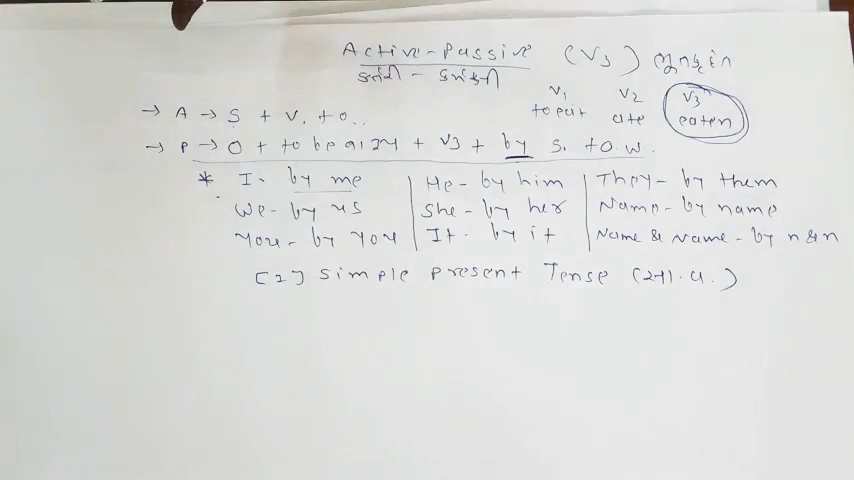 Active-Passive (V3) ભૂતકૃદંત
કર્તરી - કર્મણી
V1 V2 V3
to eat ate eaten
→ A → S + V. + o..
→ P → O + to be નું રૂપ + V3 + by S. + O.W.
* I - by me He - by him They - by them
We - by us She - by her Name - by name
You - by you It - by it Name & Name - by n & n
[1] Simple Present Tense (સા.વ.)